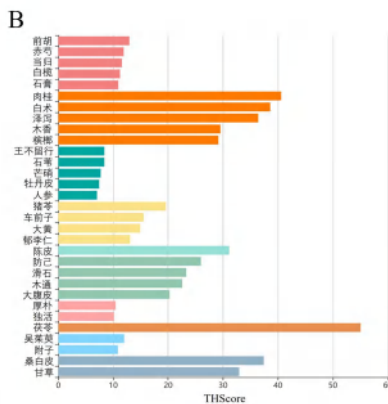 B
前胡
赤芍
当归
白榄
石膏
肉桂
白术
泽泻
木香
槟榔
王不留行
石苇
芒硝
牡丹皮
人参
猪苓
车前子
大黄
郁李仁
陈皮
防己
滑石
木通
大腹皮
厚朴
独活
茯苓
吴茱萸
附子
桑白皮
甘草
0 10 20 30 40 50 6
THScore